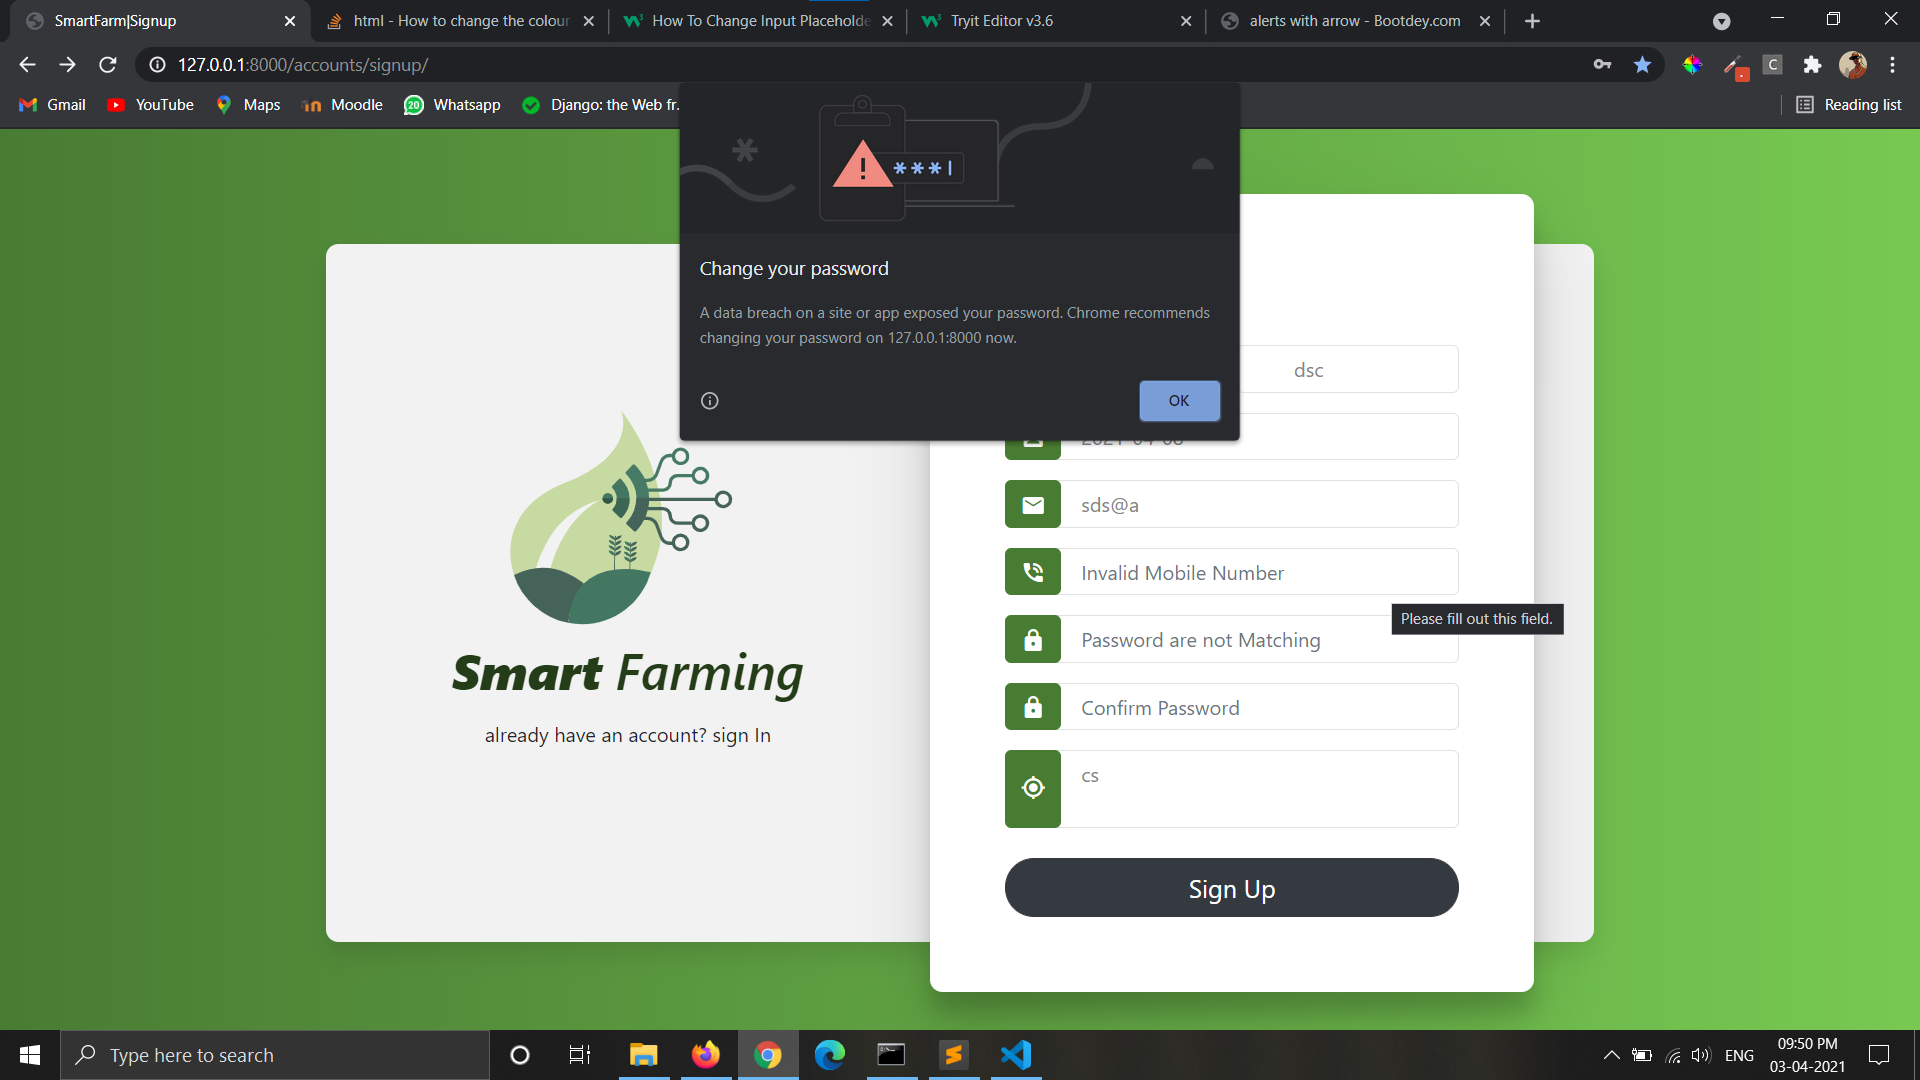 SmartFarm|Signup
html - How to change the colour
How To Change Input Placeholde
Tryit Editor v3.6
alerts with arrow - Bootdey.com
127.0.0.1:8000/accounts/signup/
Gmail
YouTube
Maps
Moodle
20
Whatsapp
Django: the Web fr.
Reading list
***|
Change your password
A data breach on a site or app exposed your password. Chrome recommends
changing your password on 127.0.0.1:8000 now.
OK
dsc
sds@a
Invalid Mobile Number
Please fill out this field.
Password are not Matching
Confirm Password
cs
Sign Up
Smart Farming
already have an account? sign In
Type here to search
ENG
09:50 PM
03-04-2021